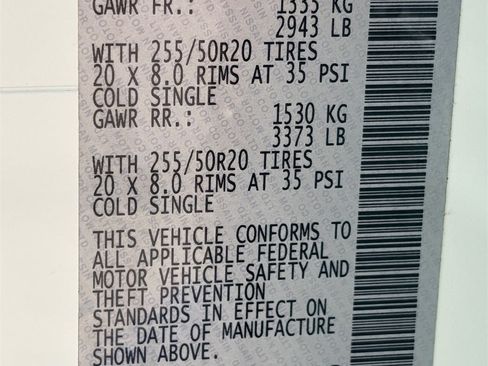 GAWR FR.: 1335 KG
2943 LB
WITH 255/50R20 TIRES
20 X 8.0 RIMS AT 35 PSI
COLD SINGLE
GAWR RR.: 1530 KG
3373 LB
WITH 255/50R20 TIRES
20 X 8.0 RIMS AT 35 PSI
COLD SINGLE
THIS VEHICLE CONFORMS TO
ALL APPLICABLE FEDERAL
MOTOR VEHICLE SAFETY AND
THEFT PREVENTION
STANDARDS IN EFFECT ON
THE DATE OF MANUFACTURE
SHOWN ABOVE.